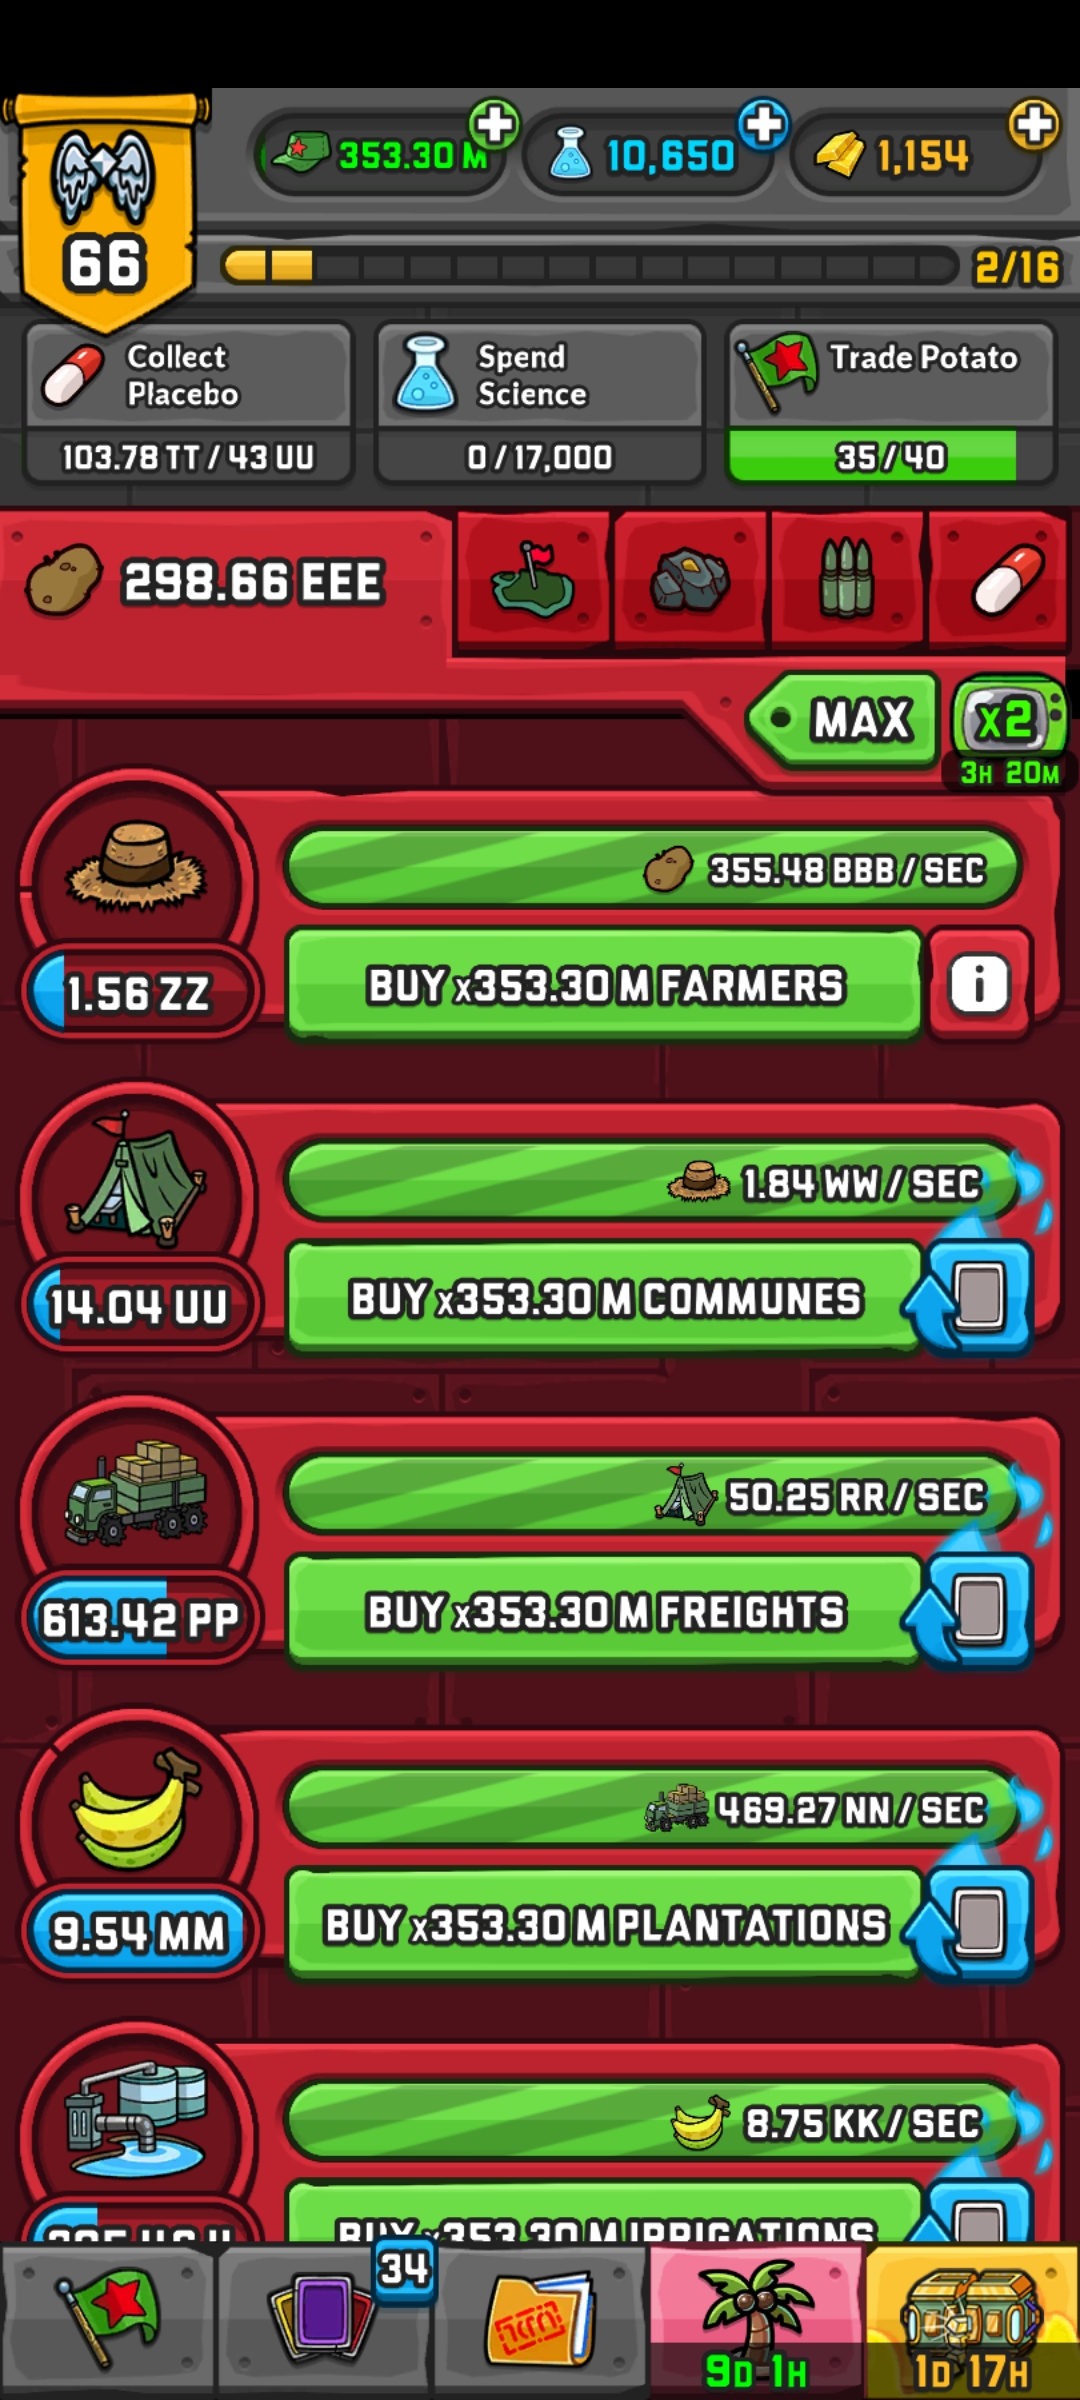 353.30 M
10,650
1,154
66
2/16
Collect
Placebo
103.78 TT / 43 UU
Spend
Science
0 / 17,000
Trade Potato
35 / 40
298.66 EEE
MAX
x2
3H 20M
355.48 BBB / SEC
1.56 ZZ
BUY x353.30 M FARMERS
i
1.84 WW / SEC
14.04 UU
BUY x353.30 M COMMUNES
50.25 RR / SEC
613.42 PP
BUY x353.30 M FREIGHTS
469.27 NN / SEC
9.54 MM
BUY x353.30 M PLANTATIONS
8.75 KK / SEC
BUY x353.30 M IRRIGATIONS
34
9D 1H
1D 17H